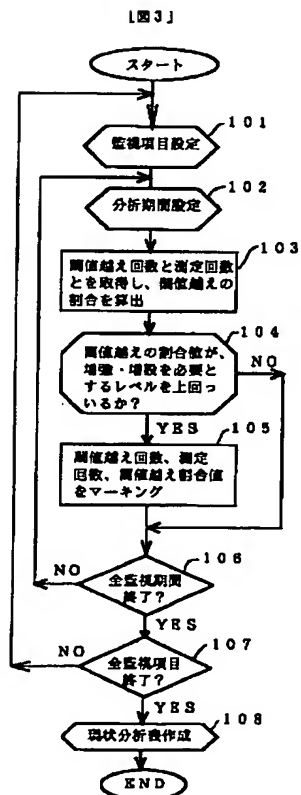 [図3]
スタート
101
監視項目設定
102
分析期間設定
103
閾値越え回数と測定回数
とを取得し、閾値越えの
割合を算出
104
閾値越えの割合値が、
増強・増設を必要と
するレベルを上回っ
いるか?
NO
YES
105
閾値越え回数、測定
回数、閾値越え割合値
をマーキング
106
NO
全監視期間
終了?
YES
107
NO
全監視項目
終了?
YES
108
現状分析表作成
END